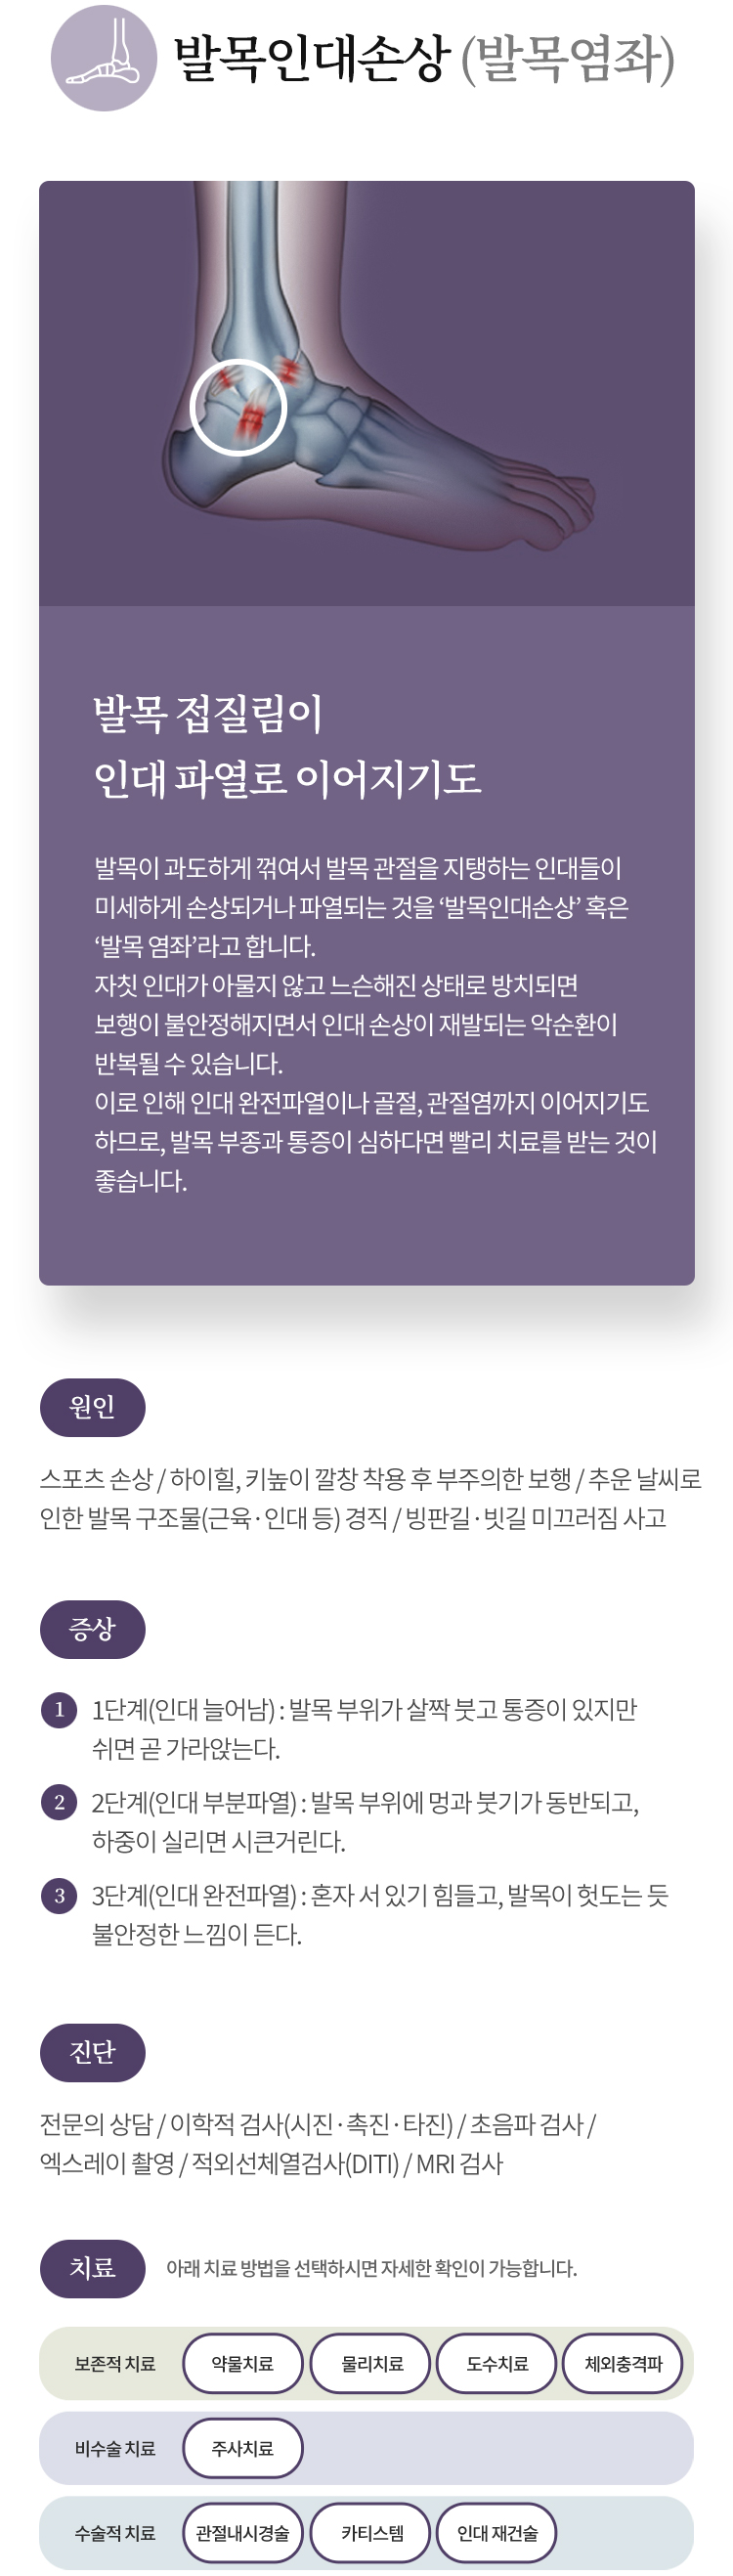 발목인대손상 (발목염좌)
발목 접질림이
인대 파열로 이어지기도
발목이 과도하게 꺾여서 발목 관절을 지탱하는 인대들이
미세하게 손상되거나 파열되는 것을 ‘발목인대손상’ 혹은
‘발목 염좌’라고 합니다.
자칫 인대가 아물지 않고 느슨해진 상태로 방치되면
보행이 불안정해지면서 인대 손상이 재발되는 악순환이
반복될 수 있습니다.
이로 인해 인대 완전파열이나 골절, 관절염까지 이어지기도
하므로, 발목 부종과 통증이 심하다면 빨리 치료를 받는 것이
좋습니다.
원인
스포츠 손상 / 하이힐, 키높이 깔창 착용 후 부주의한 보행 / 추운 날씨로
인한 발목 구조물(근육·인대 등) 경직 / 빙판길·빗길 미끄러짐 사고
증상
1 1단계(인대 늘어남) : 발목 부위가 살짝 붓고 통증이 있지만
쉬면 곧 가라앉는다.
2 2단계(인대 부분파열) : 발목 부위에 멍과 붓기가 동반되고,
하중이 실리면 시큰거린다.
3 3단계(인대 완전파열) : 혼자 서 있기 힘들고, 발목이 헛도는 듯
불안정한 느낌이 든다.
진단
전문의 상담 / 이학적 검사(시진·촉진·타진) / 초음파 검사 /
엑스레이 촬영 / 적외선체열검사(DITI) / MRI 검사
치료 아래 치료 방법을 선택하시면 자세한 확인이 가능합니다.
보존적 치료 약물치료 물리치료 도수치료 체외충격파
비수술 치료 주사치료
수술적 치료 관절내시경술 카티스템 인대 재건술